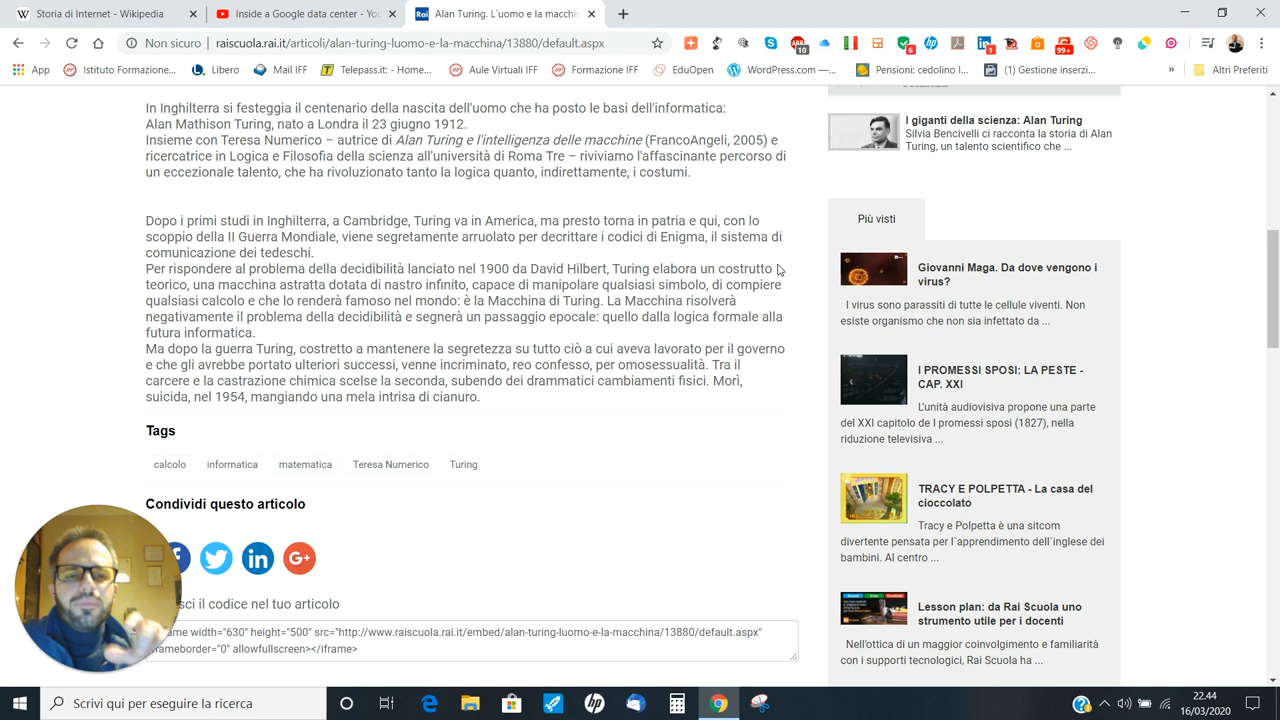 Storia di Internet - Wikipedi
Inside a Google data center - You
Rai
Alan Turing. L'uomo e la macchin
Non sicuro
raiscuola.rai.it/articoli/alan-turing-luomo-e-la-macchina/13880/default.aspx
10
6
1
99+
App
Istituto Formazione...
Libero
MEF IFF
Telepass.it: - Home...
Aule Virtuali IFF
Formazione IFF
EduOpen
WordPress.com —...
Pensioni: cedolino I...
(1) Gestione inserzi...
»
Altri Preferiti
In Inghilterra si festeggia il centenario della nascita dell'uomo che ha posto le basi dell'informatica:
Alan Mathison Turing, nato a Londra il 23 giugno 1912.
Insieme con Teresa Numerico – autrice di Alan Turing e l'intelligenza delle macchine (FrancoAngeli, 2005) e
ricercatrice in Logica e Filosofia della scienza all'università di Roma Tre – riviviamo l'affascinante percorso di
un eccezionale talento, che ha rivoluzionato tanto la logica quanto, indirettamente, i costumi.
Dopo i primi studi in Inghilterra, a Cambridge, Turing va in America, ma presto torna in patria e qui, con lo
scoppio della II Guerra Mondiale, viene segretamente arruolato per decrittare i codici di Enigma, il sistema di
comunicazione dei tedeschi.
Per rispondere al problema della decidibilità lanciato nel 1900 da David Hilbert, Turing elabora un costrutto
teorico, una macchina astratta dotata di nastro infinito, capace di manipolare qualsiasi simbolo, di compiere
qualsiasi calcolo e che lo renderà famoso nel mondo: è la Macchina di Turing. La Macchina risolverà
negativamente il problema della decidibilità e segnerà un passaggio epocale: quello dalla logica formale alla
futura informatica.
Ma dopo la guerra Turing, costretto a mantenere la segretezza su tutto ciò a cui aveva lavorato per il governo
e che gli avrebbe portato ulteriori successi, venne incriminato, reo confesso, per omosessualità. Tra il
carcere e la castrazione chimica scelse la seconda, subendo dei drammatici cambiamenti fisici. Morì,
suicida, nel 1954, mangiando una mela intrisa di cianuro.
Tags
calcolo
informatica
matematica
Teresa Numerico
Turing
Condividi questo articolo
sci il codice nel tuo articolo
ame width="630" height="500" src="http://www.raiscuola.rai.it/embed/alan-turing-luomo-e-la-macchina/13880/default.aspx"
frameborder="0" allowfullscreen></iframe>
I giganti della scienza: Alan Turing
Silvia Bencivelli ci racconta la storia di Alan
Turing, un talento scientifico che ...
Più visti
Giovanni Maga. Da dove vengono i
virus?
I virus sono parassiti di tutte le cellule viventi. Non
esiste organismo che non sia infettato da ...
I PROMESSI SPOSI: LA PESTE -
CAP. XXI
L'unità audiovisiva propone una parte
del XXI capitolo de I promessi sposi (1827), nella
riduzione televisiva ...
TRACY E POLPETTA - La casa del
cioccolato
Tracy e Polpetta è una sitcom
divertente pensata per l`apprendimento dell`inglese dei
bambini. Al centro ...
Lesson plan: da Rai Scuola uno
strumento utile per i docenti
Nell'ottica di un maggior coinvolgimento e familiarità
con i supporti tecnologici, Rai Scuola ha ...
Scrivi qui per eseguire la ricerca
22.44
16/03/2020